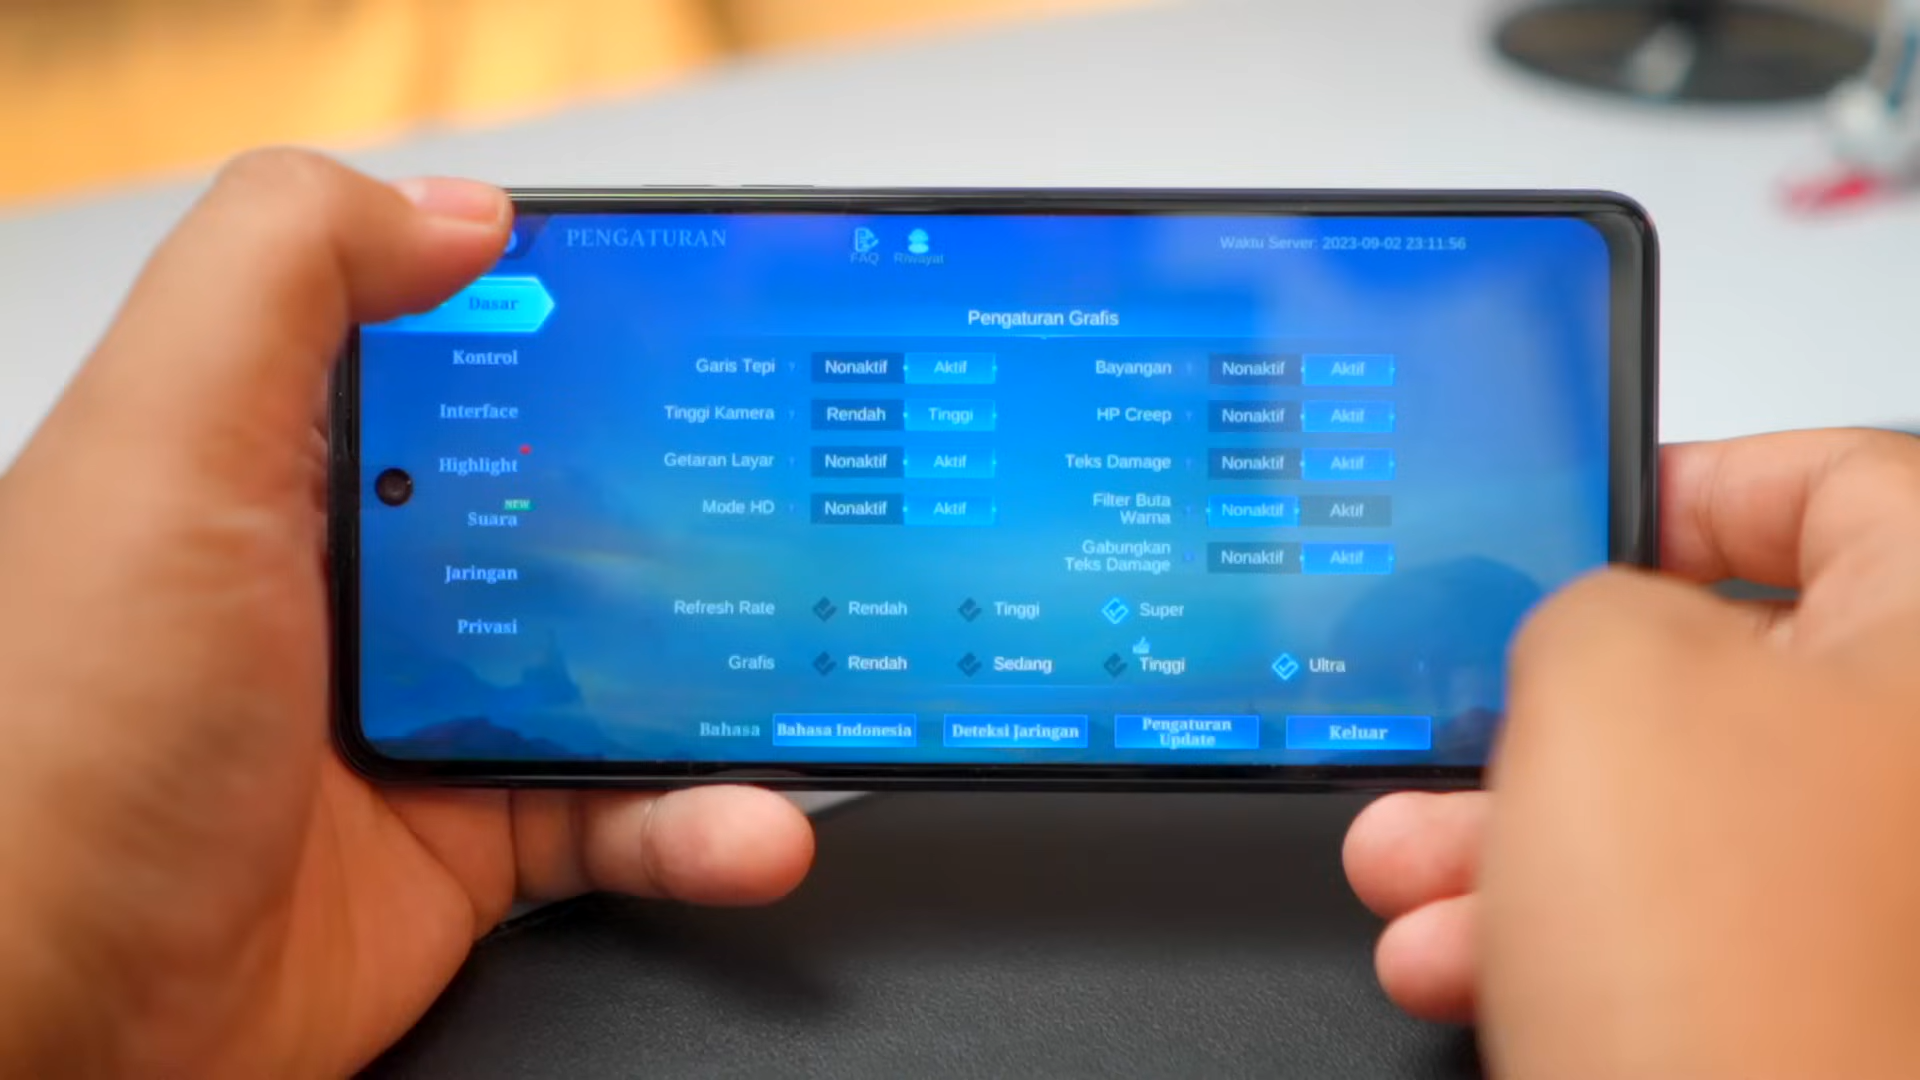 PENGATURAN
FAQ
Riwayat
Waktu Server: 2023-09-02 23:11:56
Dasar
Kontrol
Interface
Highlight
NEW
Suara
Jaringan
Privasi
Pengaturan Grafis
Garis Tepi Nonaktif Aktif
Bayangan Nonaktif Aktif
Tinggi Kamera Rendah Tinggi
HP Creep Nonaktif Aktif
Getaran Layar Nonaktif Aktif
Teks Damage Nonaktif Aktif
Mode HD Nonaktif Aktif
Filter Buta
Warna Nonaktif Aktif
Gabungkan
Teks Damage Nonaktif Aktif
Refresh Rate Rendah Tinggi Super
Grafis Rendah Sedang Tinggi Ultra
Bahasa Bahasa Indonesia
Deteksi Jaringan
Pengaturan
Update
Keluar